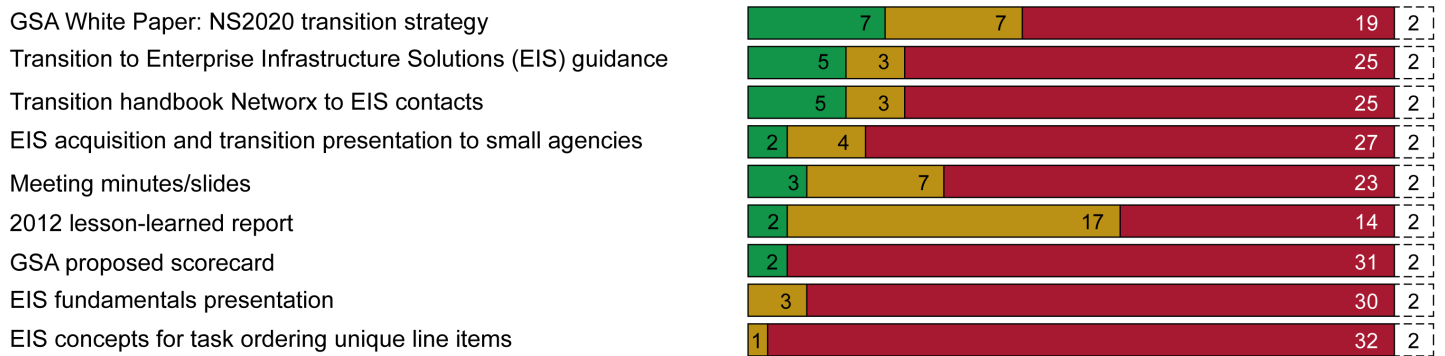 GSA White Paper: NS2020 transition strategy 7 7 19 2
Transition to Enterprise Infrastructure Solutions (EIS) guidance 5 3 25 2
Transition handbook Networx to EIS contacts 5 3 25 2
EIS acquisition and transition presentation to small agencies 2 4 27 2
Meeting minutes/slides 3 7 23 2
2012 lesson-learned report 2 17 14 2
GSA proposed scorecard 2 31 2
EIS fundamentals presentation 3 30 2
EIS concepts for task ordering unique line items 1 32 2